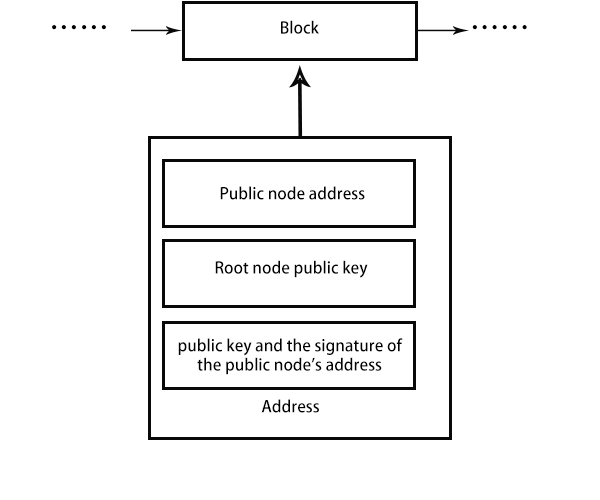 ...... Block ......
Public node address
Root node public key
public key and the signature of
the public node's address
Address